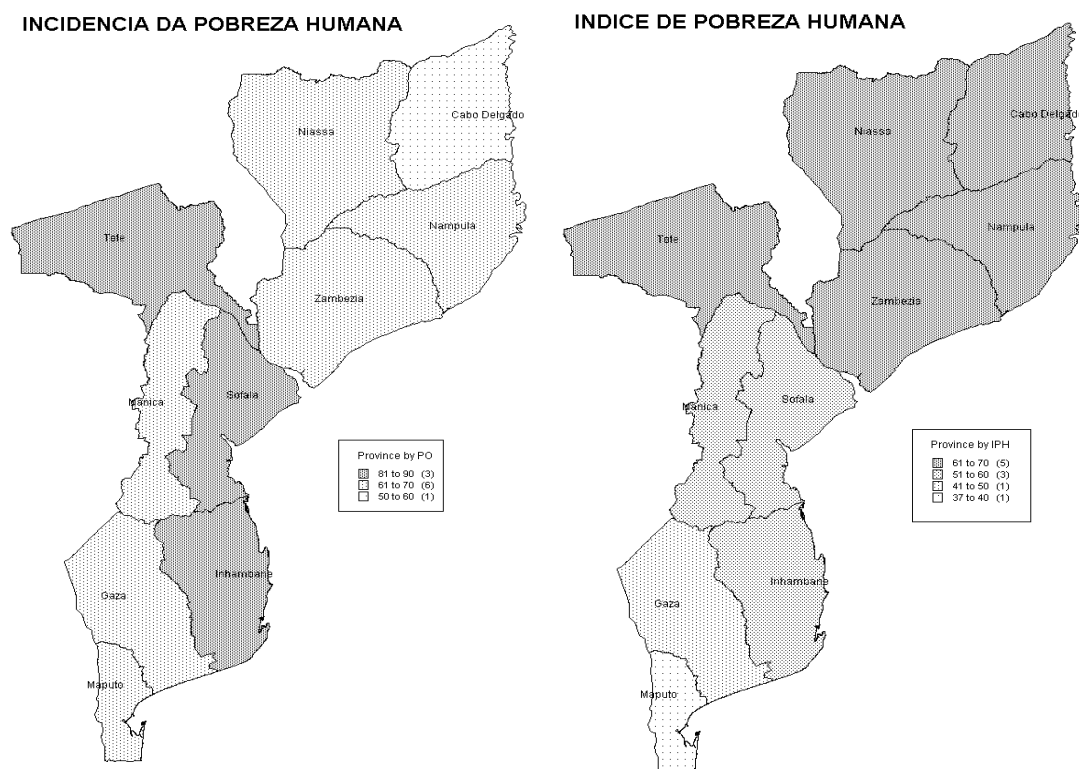 INCIDENCIA DA POBREZA HUMANA
Niassa
Cabo Delgado
Nampula
Tete
Zambezia
Manica
Sofala
Inhambane
Gaza
Maputo
Province by PO
81 to 90 (3)
61 to 70 (6)
50 to 60 (1)
INDICE DE POBREZA HUMANA
Niassa
Cabo Delgado
Nampula
Tete
Zambezia
Manica
Sofala
Inhambane
Gaza
Maputo
Province by IPH
61 to 70 (5)
51 to 60 (3)
41 to 50 (1)
37 to 40 (1)